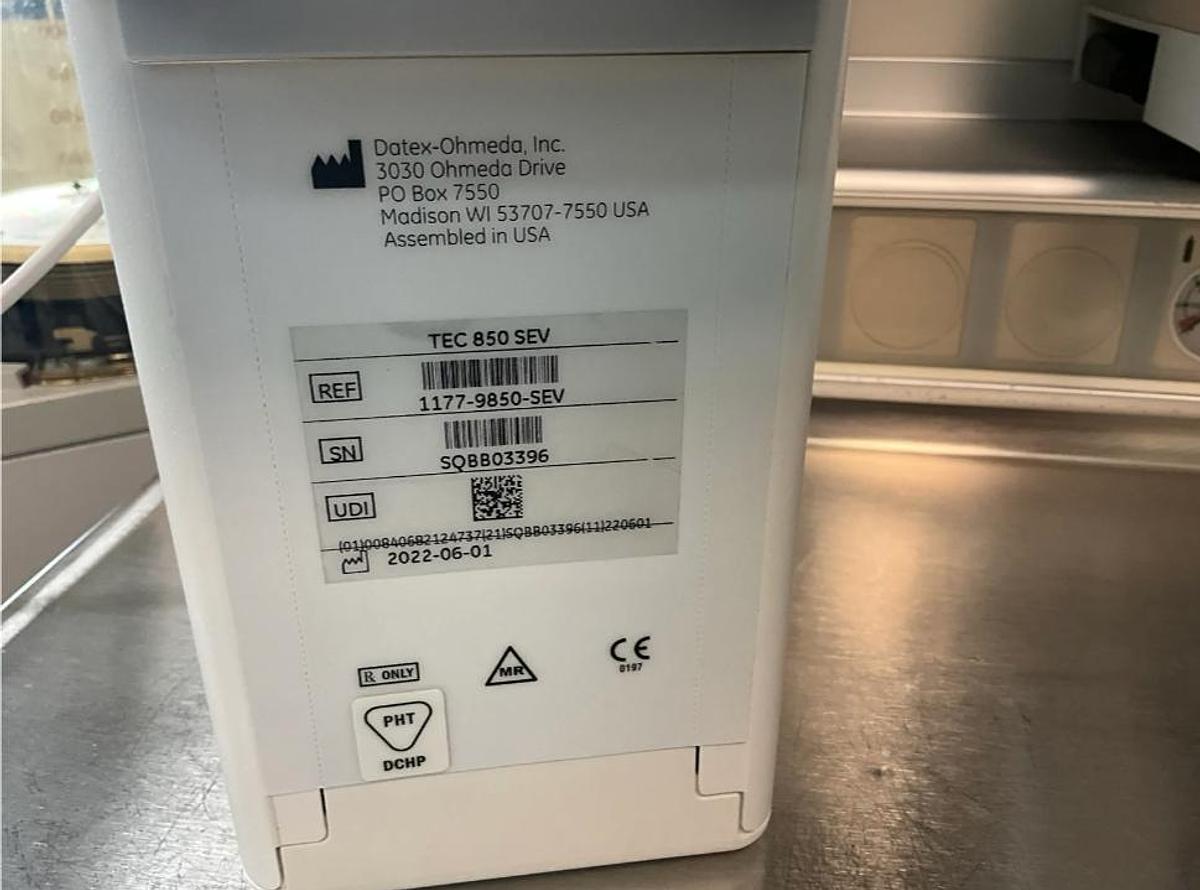 Datex-Ohmeda, Inc.
3030 Ohmeda Drive
PO Box 7550
Madison WI 53707-7550 USA
Assembled in USA
TEC 850 SEV
REF
1177-9850-SEV
SN
SQBB03396
UDI
(01)00840682124737(21)SQBB03396(11)220601
2022-06-01
℞ ONLY
MR
CE
0197
PHT
DCHP